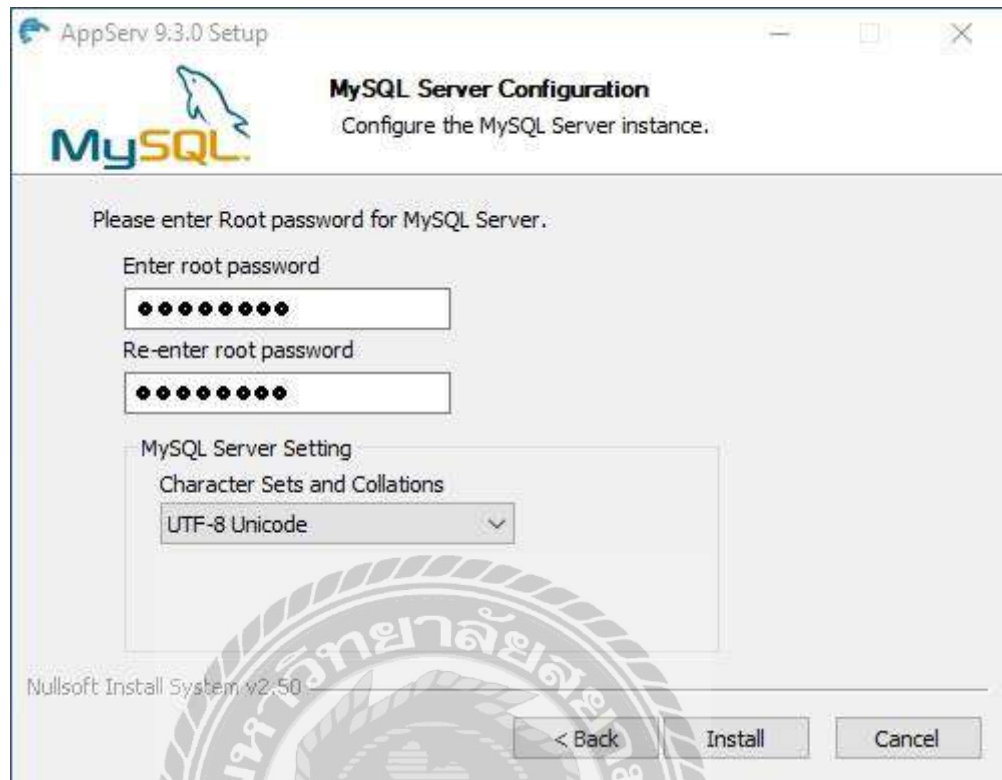 AppServ 9.3.0 Setup
MySQL
MySQL Server Configuration
Configure the MySQL Server instance.
Please enter Root password for MySQL Server.
Enter root password
Re-enter root password
MySQL Server Setting
Character Sets and Collations
UTF-8 Unicode
Nullsoft Install System v2.50
< Back
Install
Cancel